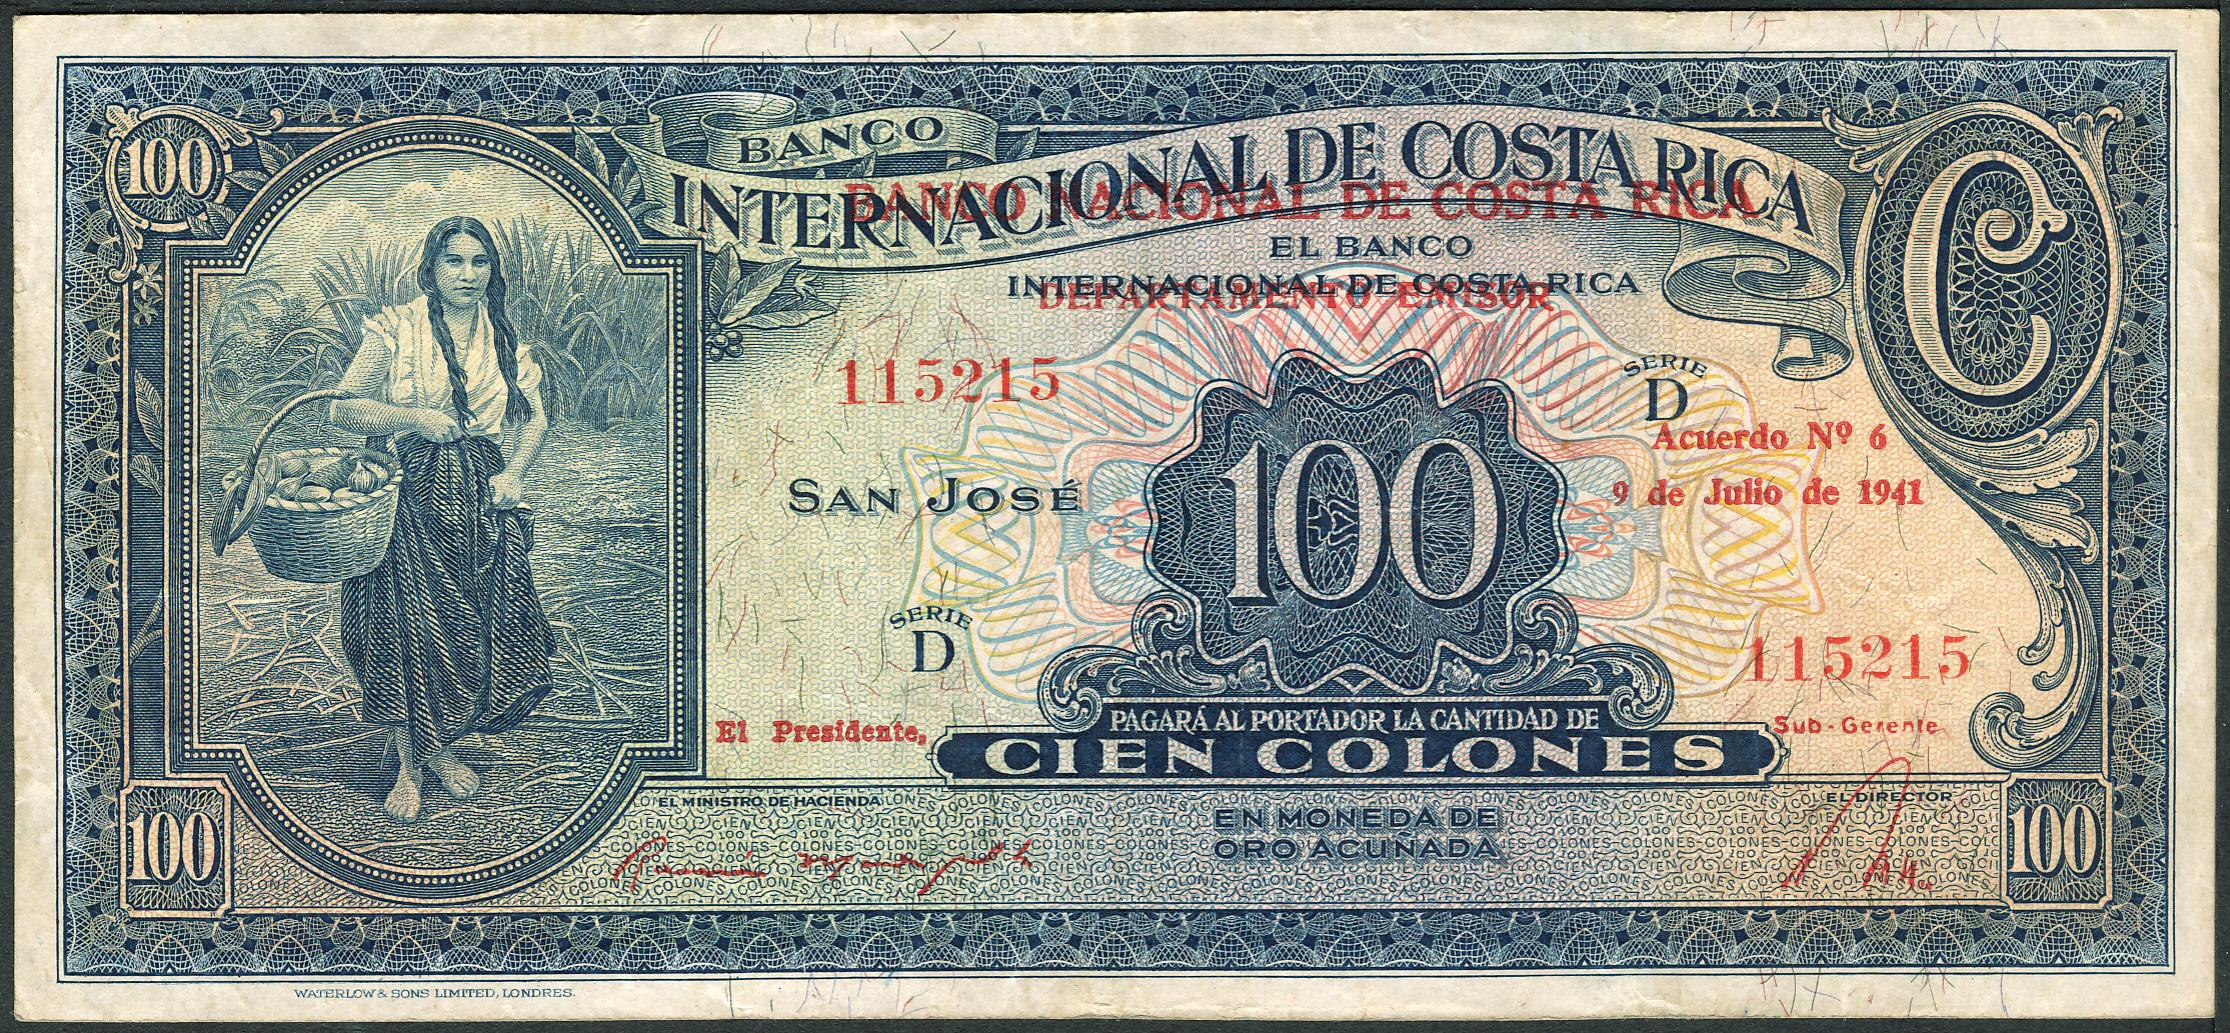 BANCO
INTERNACIONAL DE COSTA RICA
BANCO NACIONAL DE COSTA RICA
EL BANCO
INTERNACIONAL DE COSTA RICA
DEPARTAMENTO EMISOR
100
C
115215
SERIE
D
Acuerdo Nº 6
9 de Julio de 1941
SAN JOSÉ
100
SERIE
D
115215
El Presidente,
PAGARÁ AL PORTADOR LA CANTIDAD DE
CIEN COLONES
Sub-Gerente
EL MINISTRO DE HACIENDA
EL DIRECTOR
EN MONEDA DE
ORO ACUÑADA
100
100
WATERLOW & SONS LIMITED, LONDRES.